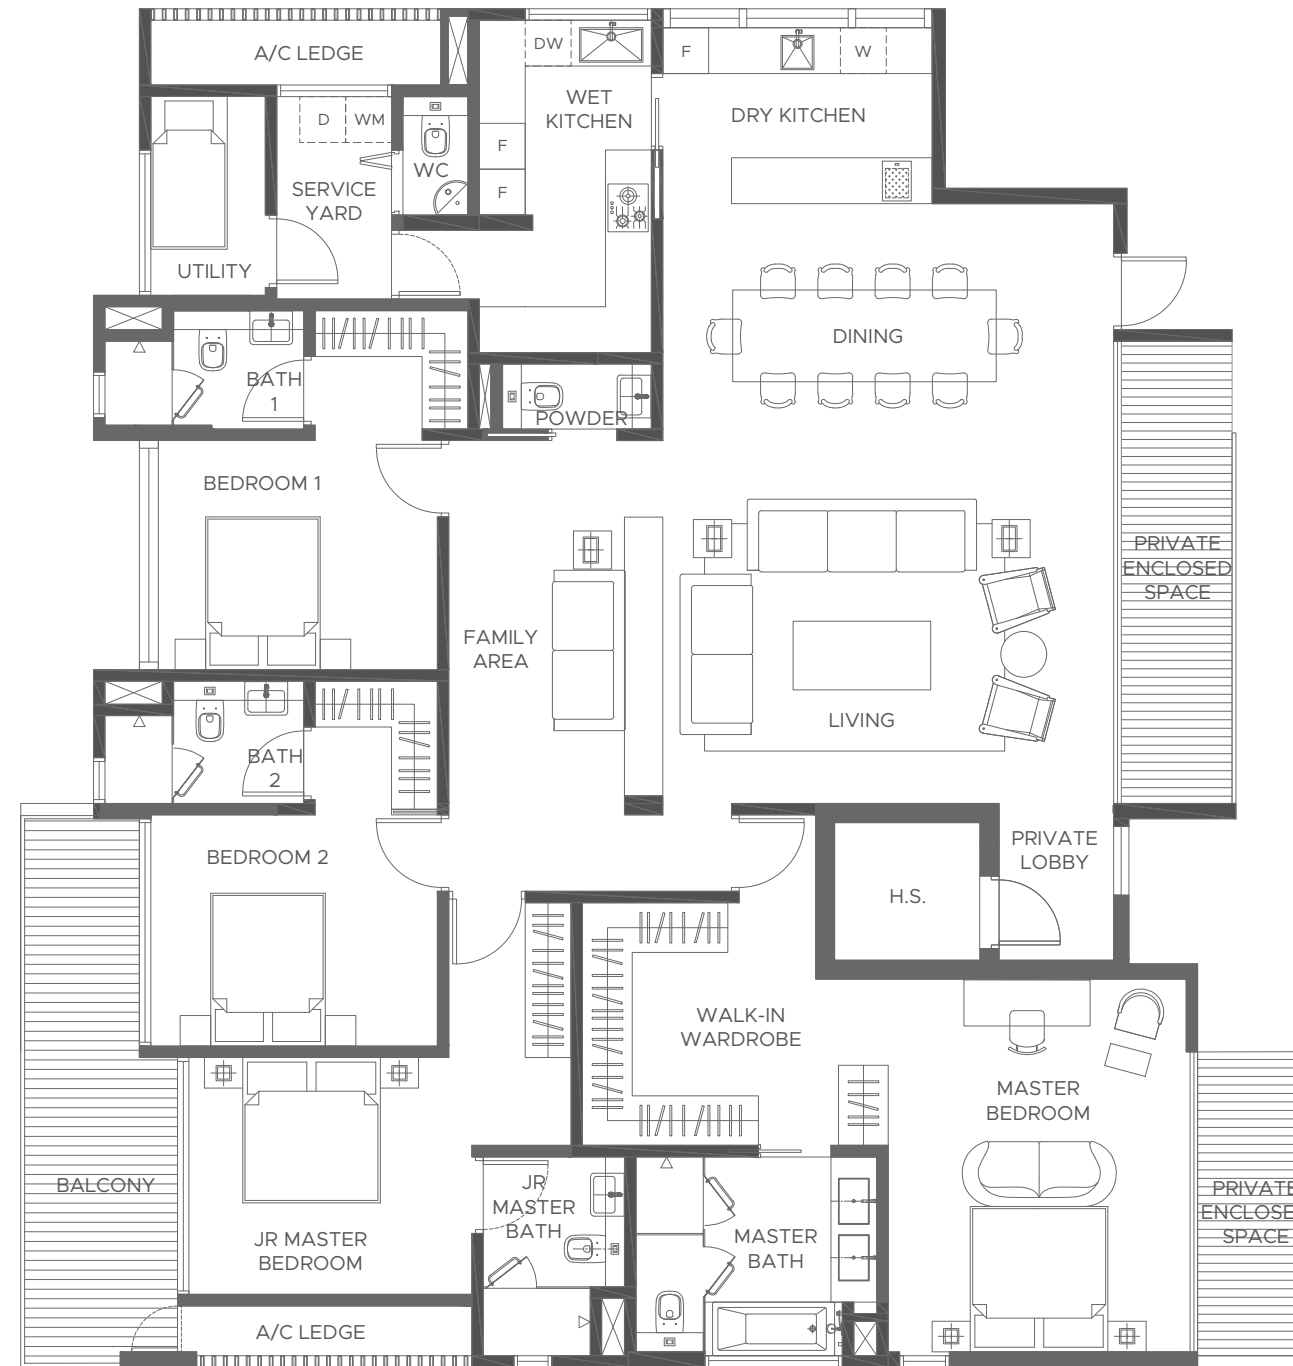 A/C LEDGE
DW
F
W
WET
KITCHEN
DRY KITCHEN
D
WM
F
WC
F
SERVICE
YARD
UTILITY
DINING
BATH
1
POWDER
BEDROOM 1
PRIVATE
ENCLOSED
SPACE
FAMILY
AREA
LIVING
BATH
2
BEDROOM 2
PRIVATE
LOBBY
H.S.
WALK-IN
WARDROBE
MASTER
BEDROOM
BALCONY
JR
MASTER
BATH
PRIVATE
ENCLOSE
SPACE
JR MASTER
BEDROOM
MASTER
BATH
A/C LEDGE